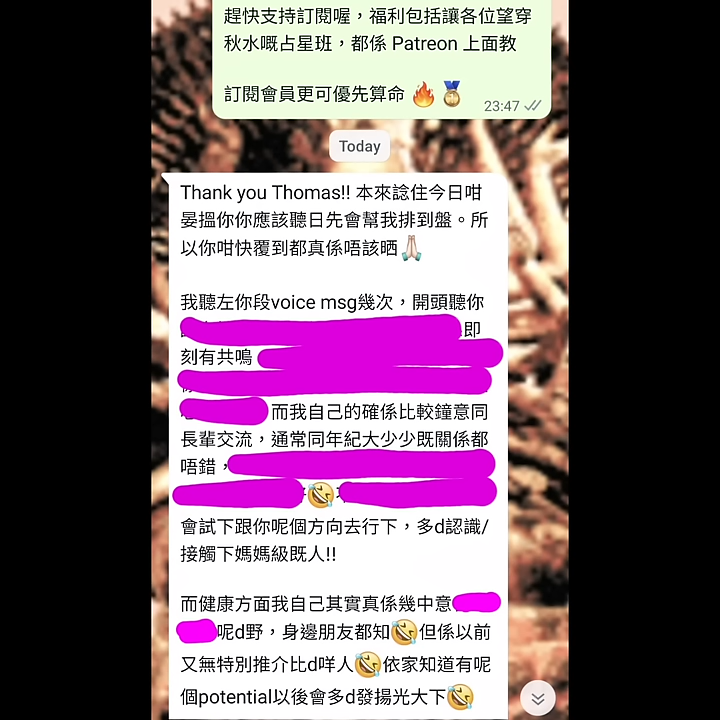 趕快支持訂閱喔，福利包括讓各位望穿
秋水嘅占星班，都係 Patreon 上面教
訂閱會員更可優先算命 🔥🏅
23:47
Today
Thank you Thomas!! 本來諗住今日咁
晏搵你你應該聽日先會幫我排到盤。所
以你咁快覆到都真係唔該晒🙏🏻
我聽左你段voice msg幾次，開頭聽你
即
刻有共鳴
而我自己的確係比較鐘意同
長輩交流，通常同年紀大少少既關係都
唔錯，
🤣
會試下跟你呢個方向去行下，多d認識/
接觸下媽媽級既人!!
而健康方面我自己其實真係幾中意
呢d野，身邊朋友都知🤣但係以前
又無特別推介比d咩人🤣依家知道有呢
個potential以後會多d發揚光大下🤣